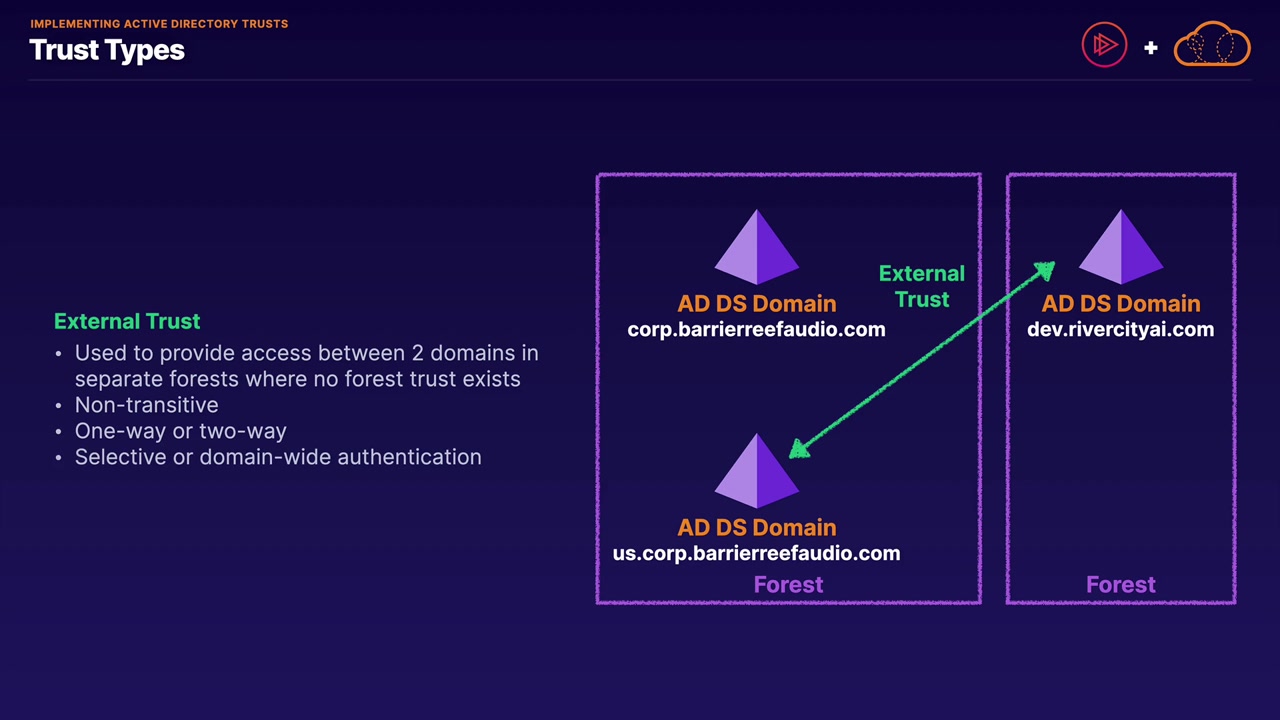 IMPLEMENTING ACTIVE DIRECTORY TRUSTS
Trust Types
+
External Trust
• Used to provide access between 2 domains in
separate forests where no forest trust exists
• Non-transitive
• One-way or two-way
• Selective or domain-wide authentication
External
Trust
AD DS Domain
corp.barrierreefaudio.com
AD DS Domain
dev.rivercityai.com
AD DS Domain
us.corp.barrierreefaudio.com
Forest
Forest